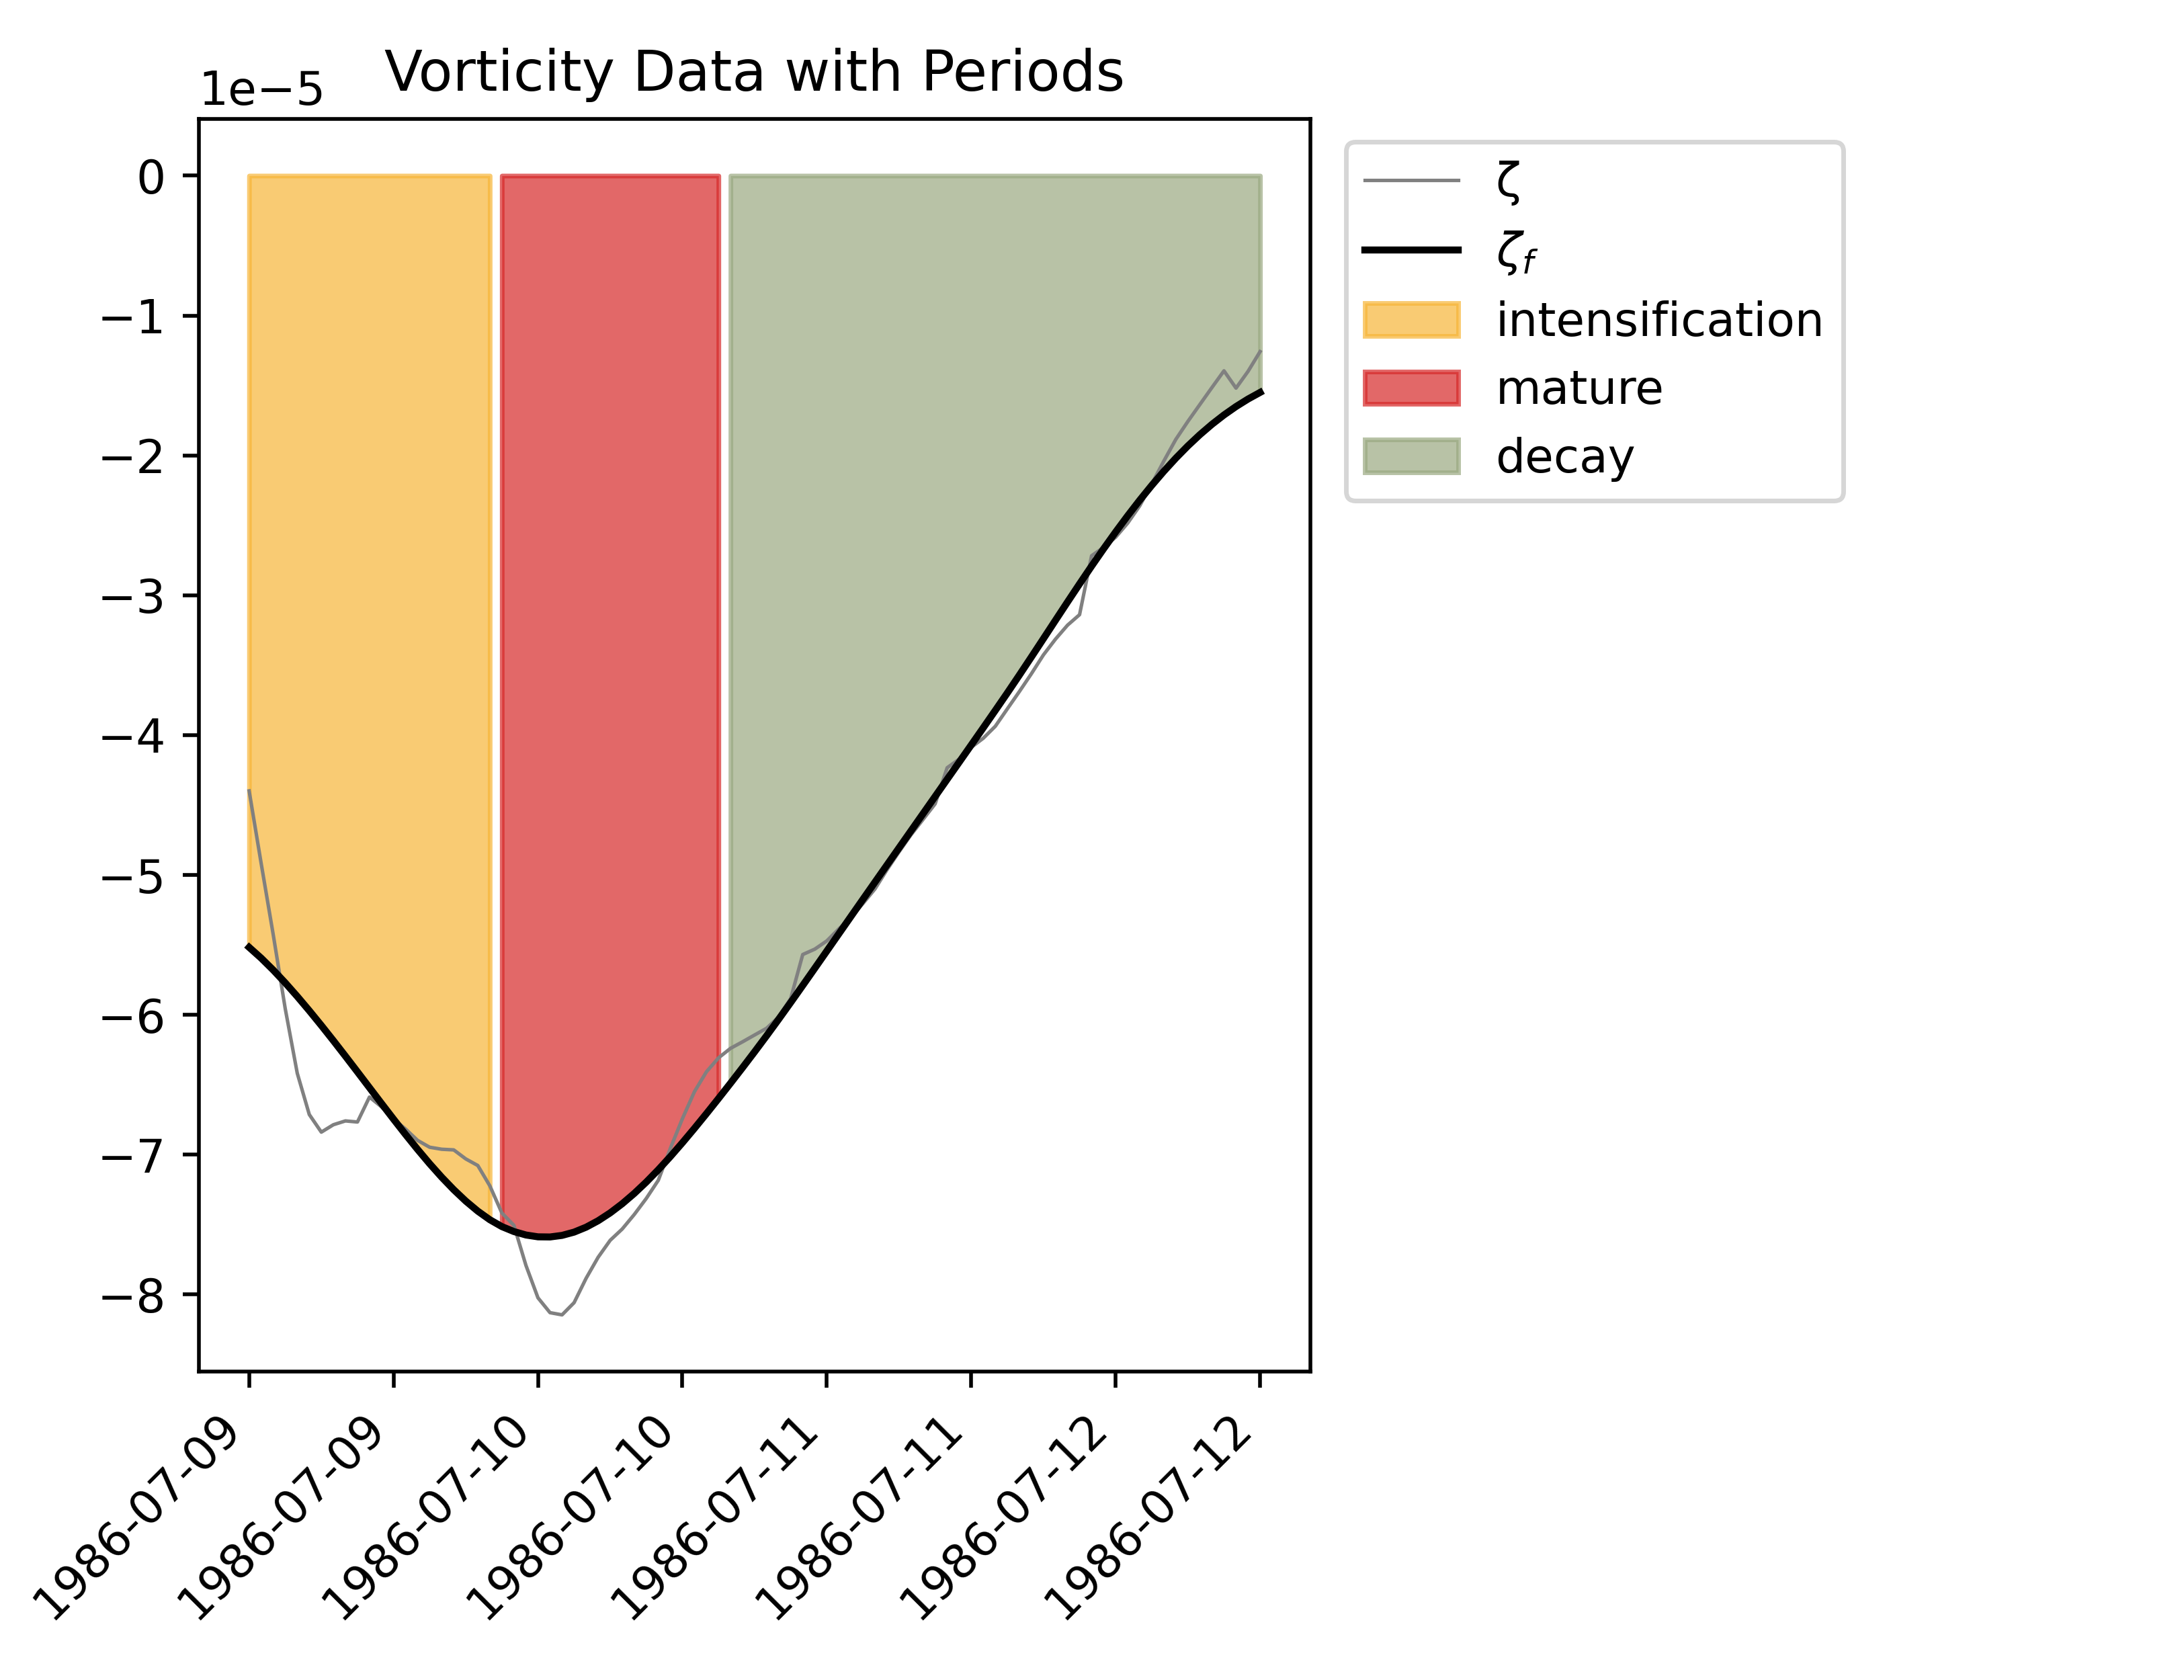 Vorticity Data with Periods
1e−5
0
−1
−2
−3
−4
−5
−6
−7
−8
1986-07-09
1986-07-09
1986-07-10
1986-07-10
1986-07-11
1986-07-11
1986-07-12
1986-07-12
ζ
ζf
intensification
mature
decay